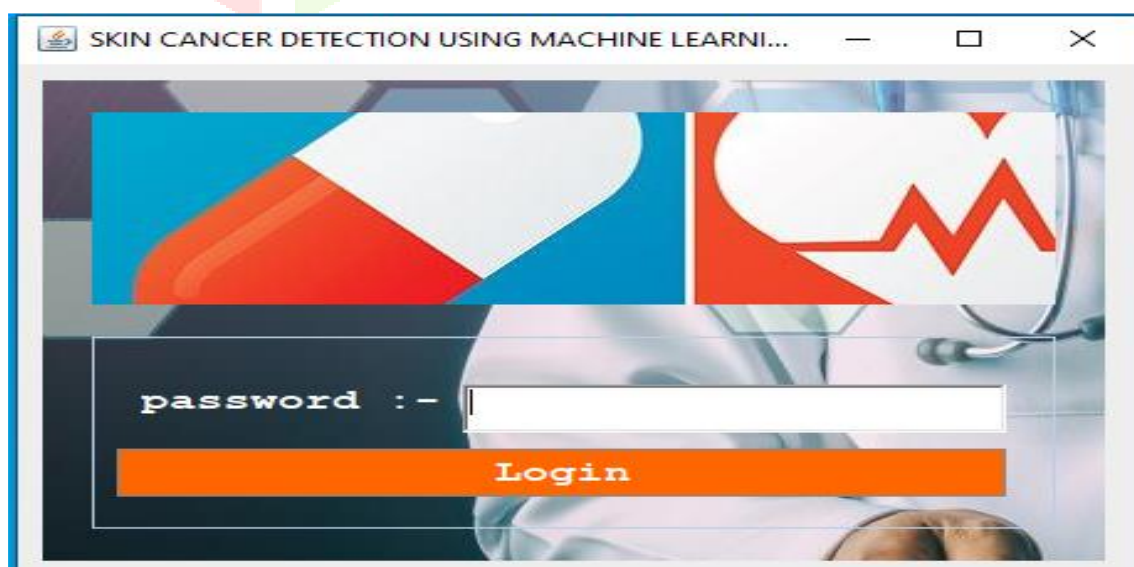 SKIN CANCER DETECTION USING MACHINE LEARNI...
password :-
Login